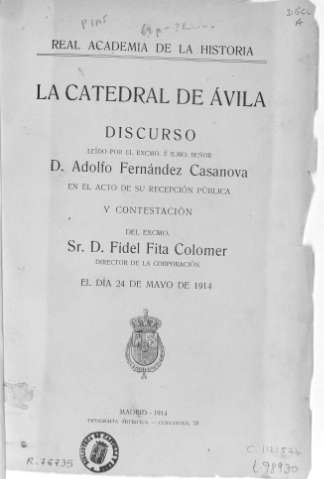 REAL ACADEMIA DE LA HISTORIA
LA CATEDRAL DE ÁVILA
DISCURSO
LEÍDO POR EL EXCMO. É ILMO. SEÑOR
D. Adolfo Fernández Casanova
EN EL ACTO DE SU RECEPCIÓN PÚBLICA
Y CONTESTACIÓN
DEL EXCMO.
Sr. D. Fidel Fita Colomer
DIRECTOR DE LA CORPORACIÓN
EL DÍA 24 DE MAYO DE 1914
MADRID - 1914
R. 76735
t. 98930